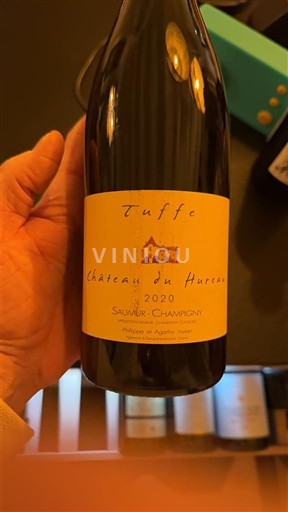 Tuffe
VINIOU
Château du Hureau
2020
SAUMUR-CHAMPIGNY
Philippe et Agathe Vatan